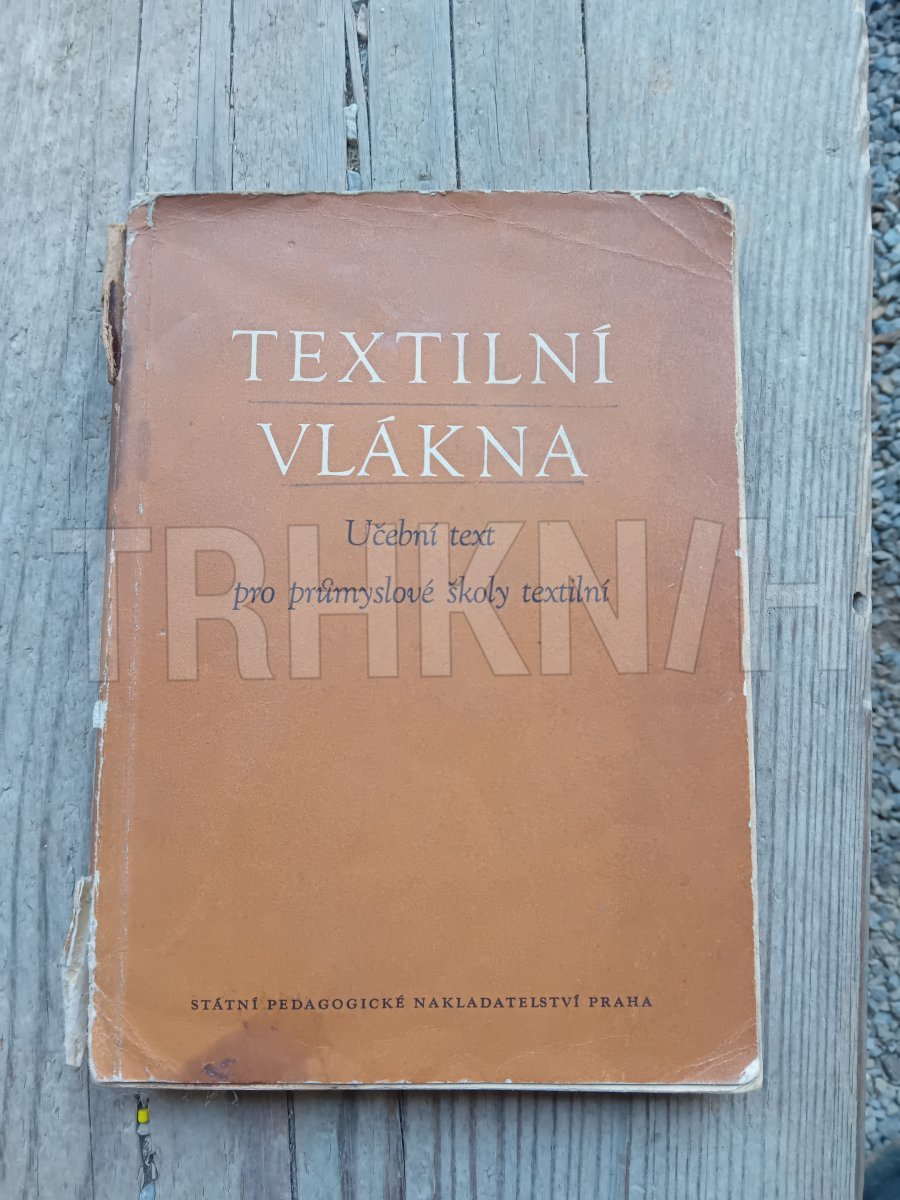 TEXTILNÍ
VLÁKNA
Učební text
pro průmyslové školy textilní
TRHKNIH
STÁTNÍ PEDAGOGICKÉ NAKLADATELSTVÍ PRAHA